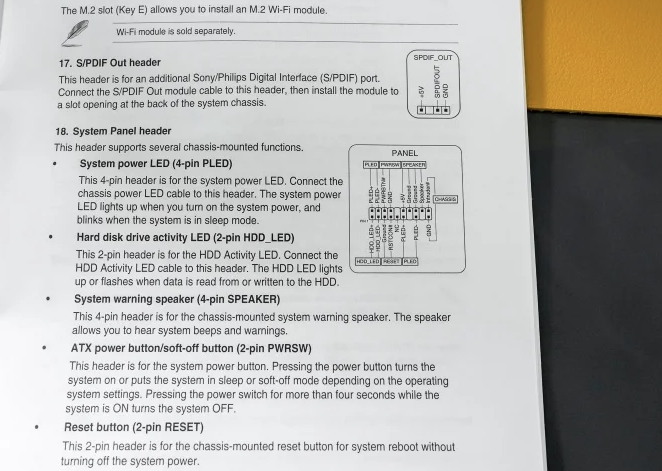 The M.2 slot (Key E) allows you to install an M.2 Wi-Fi module.
Wi-Fi module is sold separately.
17. S/PDIF Out header
This header is for an additional Sony/Philips Digital Interface (S/PDIF) port.
Connect the S/PDIF Out module cable to this header, then install the module to
a slot opening at the back of the system chassis.
SPDIF_OUT
+5V
SPDIFOUT
GND
18. System Panel header
This header supports several chassis-mounted functions.
• System power LED (4-pin PLED)
This 4-pin header is for the system power LED. Connect the
chassis power LED cable to this header. The system power
LED lights up when you turn on the system power, and
blinks when the system is in sleep mode.
• Hard disk drive activity LED (2-pin HDD_LED)
This 2-pin header is for the HDD Activity LED. Connect the
HDD Activity LED cable to this header. The HDD LED lights
up or flashes when data is read from or written to the HDD.
PANEL
PLED PWRSW SPEAKER
PLED+
PLED-
GND
+5V
Ground
Ground
Speaker
CHASSIS
PIN 1
HDD_LED+
HDD_LED-
Ground
RSTCON#
NC
PLED+
PLED-
GND
HDD_LED RESET PLED
• System warning speaker (4-pin SPEAKER)
This 4-pin header is for the chassis-mounted system warning speaker. The speaker
allows you to hear system beeps and warnings.
• ATX power button/soft-off button (2-pin PWRSW)
This header is for the system power button. Pressing the power button turns the
system on or puts the system in sleep or soft-off mode depending on the operating
system settings. Pressing the power switch for more than four seconds while the
system is ON turns the system OFF.
• Reset button (2-pin RESET)
This 2-pin header is for the chassis-mounted reset button for system reboot without
turning off the system power.